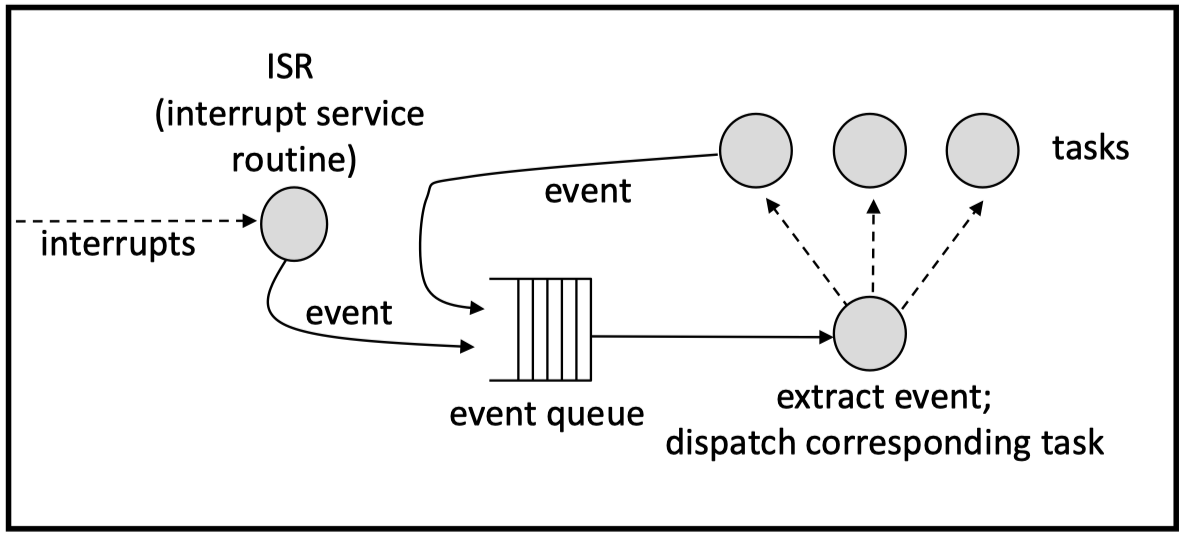 ISR
(interrupt service
routine)
tasks
event
interrupts
event
event queue
extract event;
dispatch corresponding task